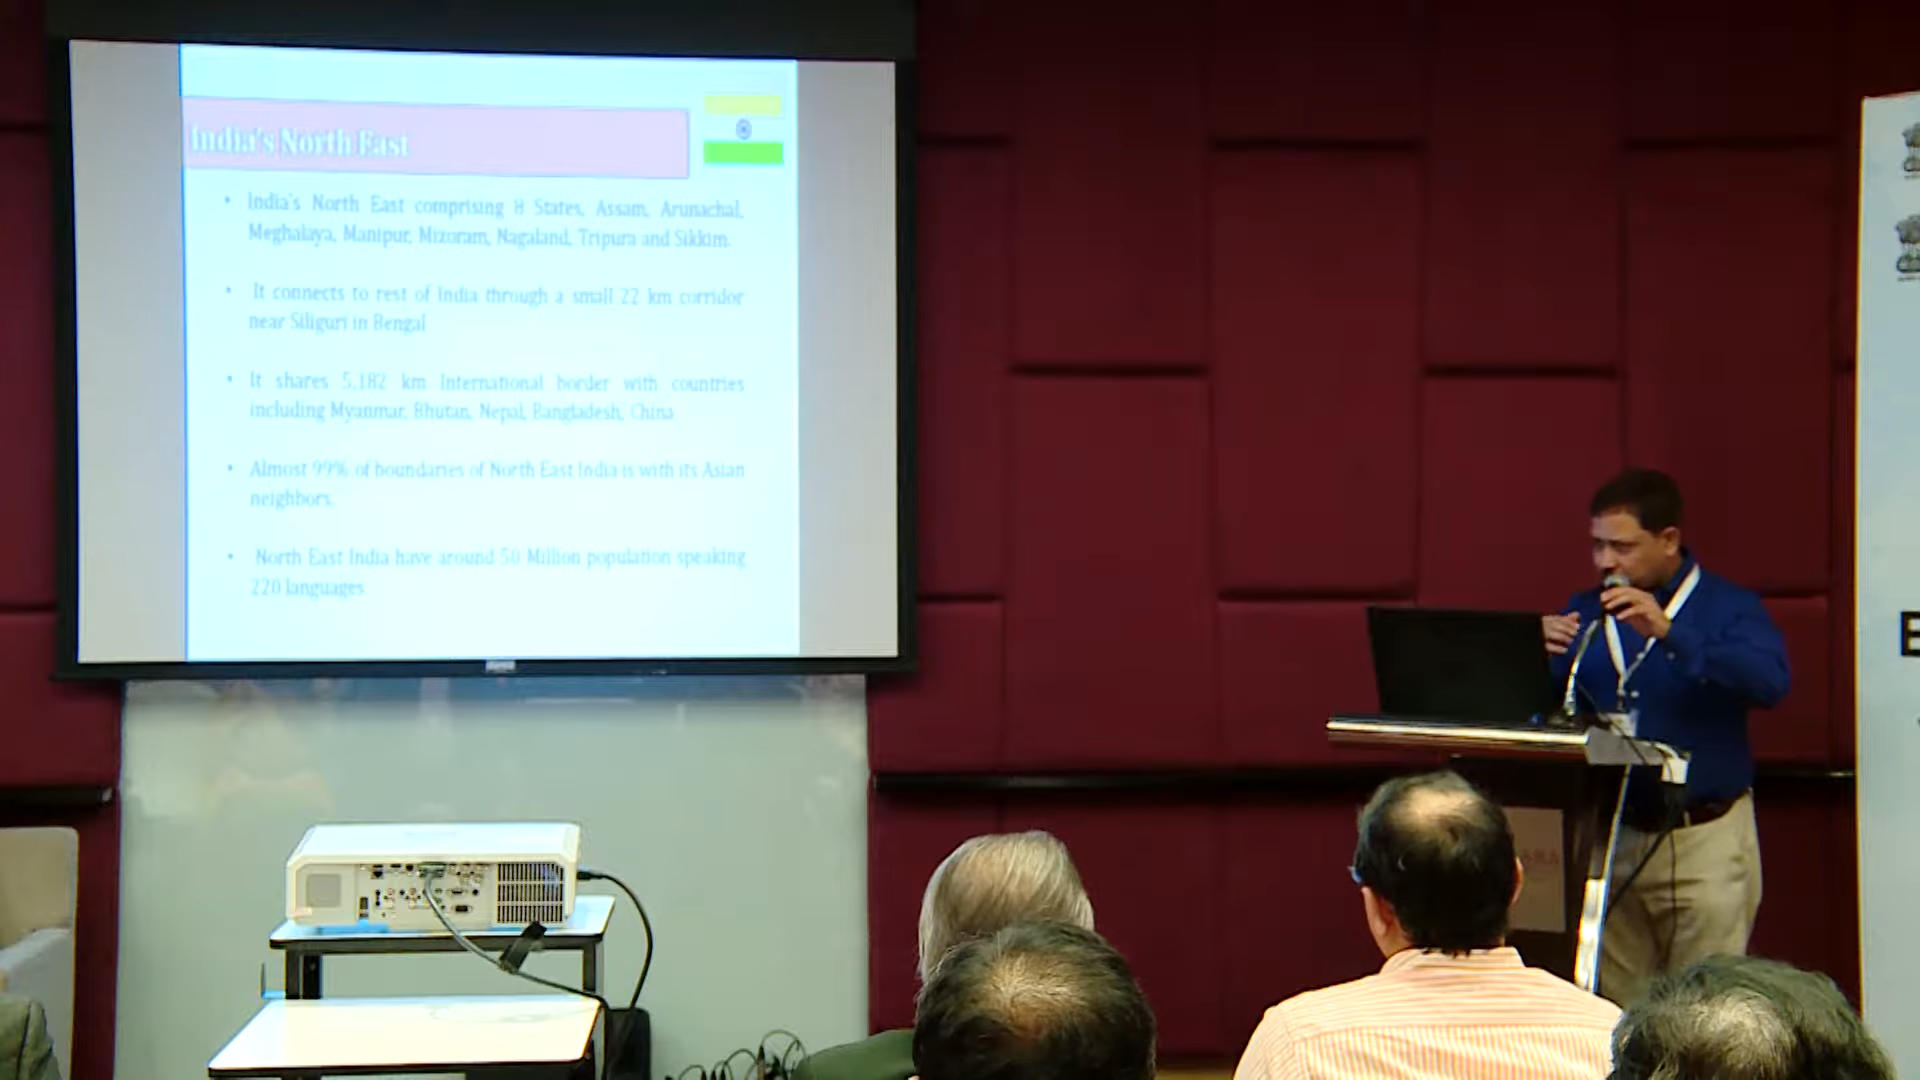 India's North East
• India's North East comprising 8 States, Assam, Arunachal,
Meghalaya, Manipur, Mizoram, Nagaland, Tripura and Sikkim.
• It connects to rest of India through a small 22 km corridor
near Siliguri in Bengal
• It shares 5,182 km International border with countries
including Myanmar, Bhutan, Nepal, Bangladesh, China
• Almost 99% of boundaries of North East India is with its Asian
neighbors.
• North East India have around 50 Million population speaking
220 languages